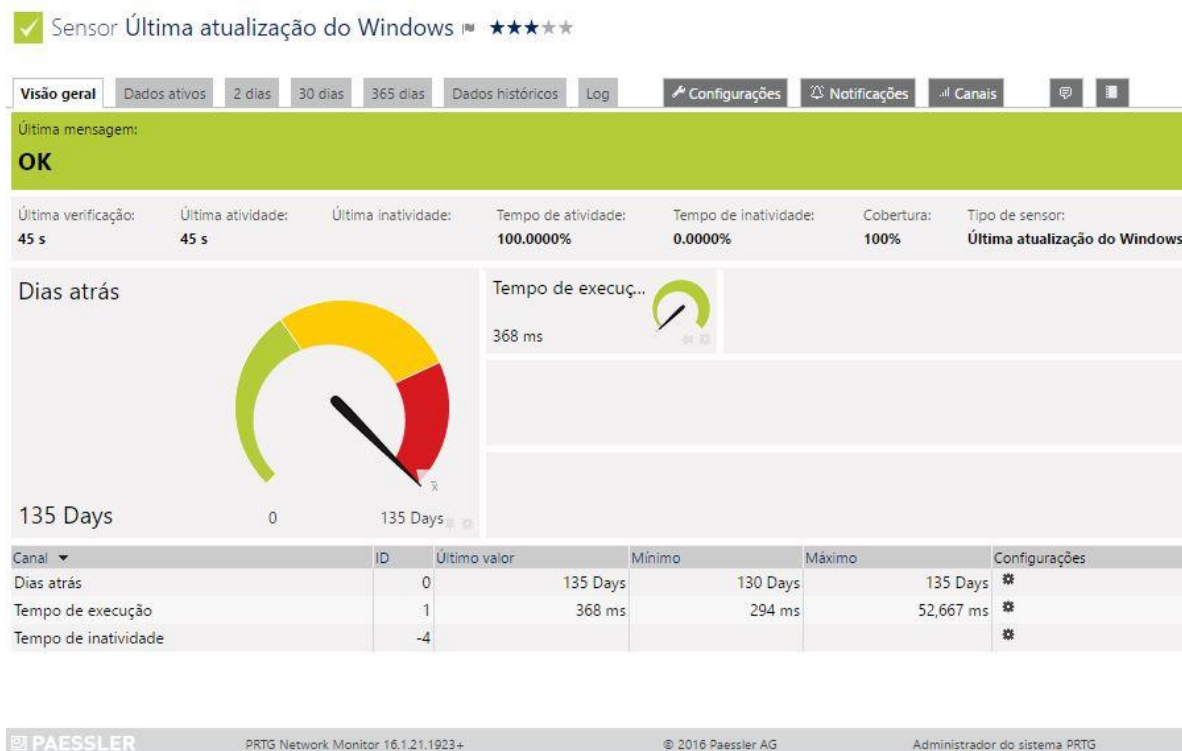 Sensor Última atualização do Windows
Visão geral Dados ativos 2 dias 30 dias 365 dias Dados históricos Log Configurações Notificações Canais
Última mensagem:
OK
Última verificação: Última atividade: Última inatividade: Tempo de atividade: Tempo de inatividade: Cobertura: Tipo de sensor:
45 s 45 s 100.0000% 0.0000% 100% Última atualização do Windows
Dias atrás
Tempo de execuç...
368 ms
x
135 Days 0 135 Days
Canal ID Último valor Mínimo Máximo Configurações
Dias atrás 0 135 Days 130 Days 135 Days
Tempo de execução 1 368 ms 294 ms 52,667 ms
Tempo de inatividade -4
PAESSLER PRTG Network Monitor 16.1.21.1923+ © 2016 Paessler AG Administrador do sistema PRTG